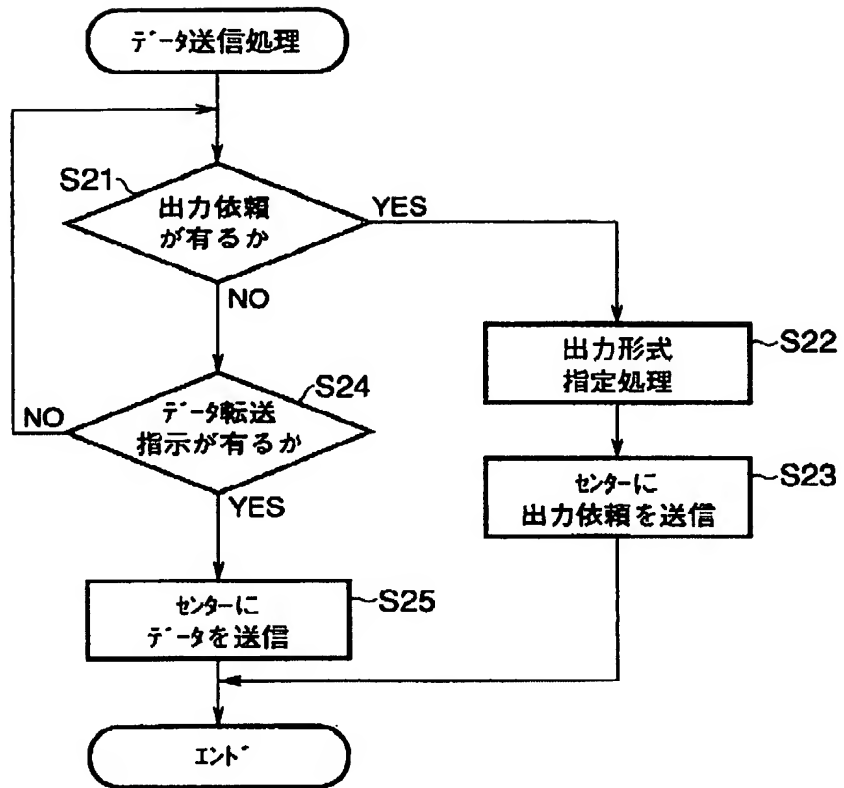 データ送信処理
S21
出力依頼
が有るか
YES
NO
S22
出力形式
指定処理
S24
データ転送
指示が有るか
NO
YES
S23
センターに
出力依頼を送信
S25
センターに
データを送信
エンド